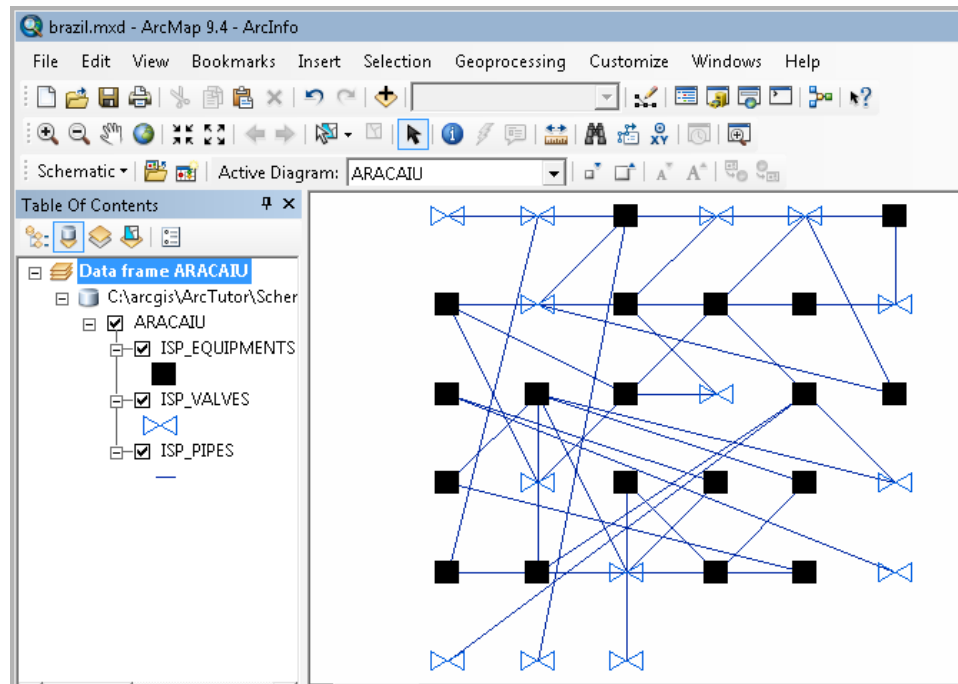 brazil.mxd - ArcMap 9.4 - ArcInfo
File Edit View Bookmarks Insert Selection Geoprocessing Customize Windows Help
Schematic Active Diagram: ARACAIU
Table Of Contents
Data frame ARACAIU
C:\arcgis\ArcTutor\Scher
ARACAIU
ISP_EQUIPMENTS
ISP_VALVES
ISP_PIPES